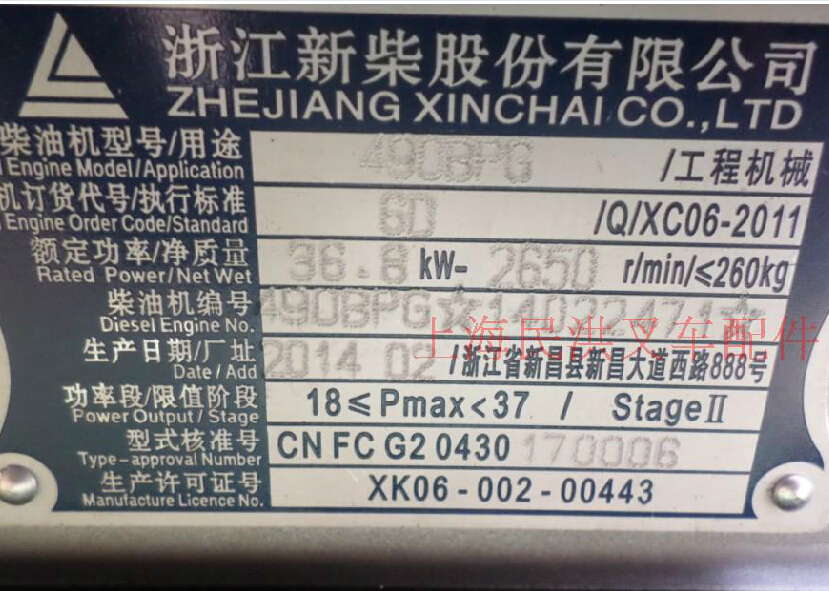 浙江新柴股份有限公司
ZHEJIANG XINCHAI CO.,LTD
柴油机型号/用途 490BPG /工程机械
Engine Model/Application
机订货代号/执行标准 6D /Q/XC06-2011
Engine Order Code/Standard
额定功率/净质量 36.8 kW- 2650 r/min/≤260kg
Rated Power/Net Wet
柴油机编号 490BPG☆14022471☆
Diesel Engine No.
上海民洪叉车配件
生产日期/厂址 2014 02 /浙江省新昌县新昌大道西路888号
Date/Add
功率段/限值阶段 18≤Pmax<37 / StageⅡ
Power Output/Stage
型式核准号 CN FC G2 0430 170006
Type-approval Number
生产许可证号 XK06-002-00443
Manufacture Licence No.